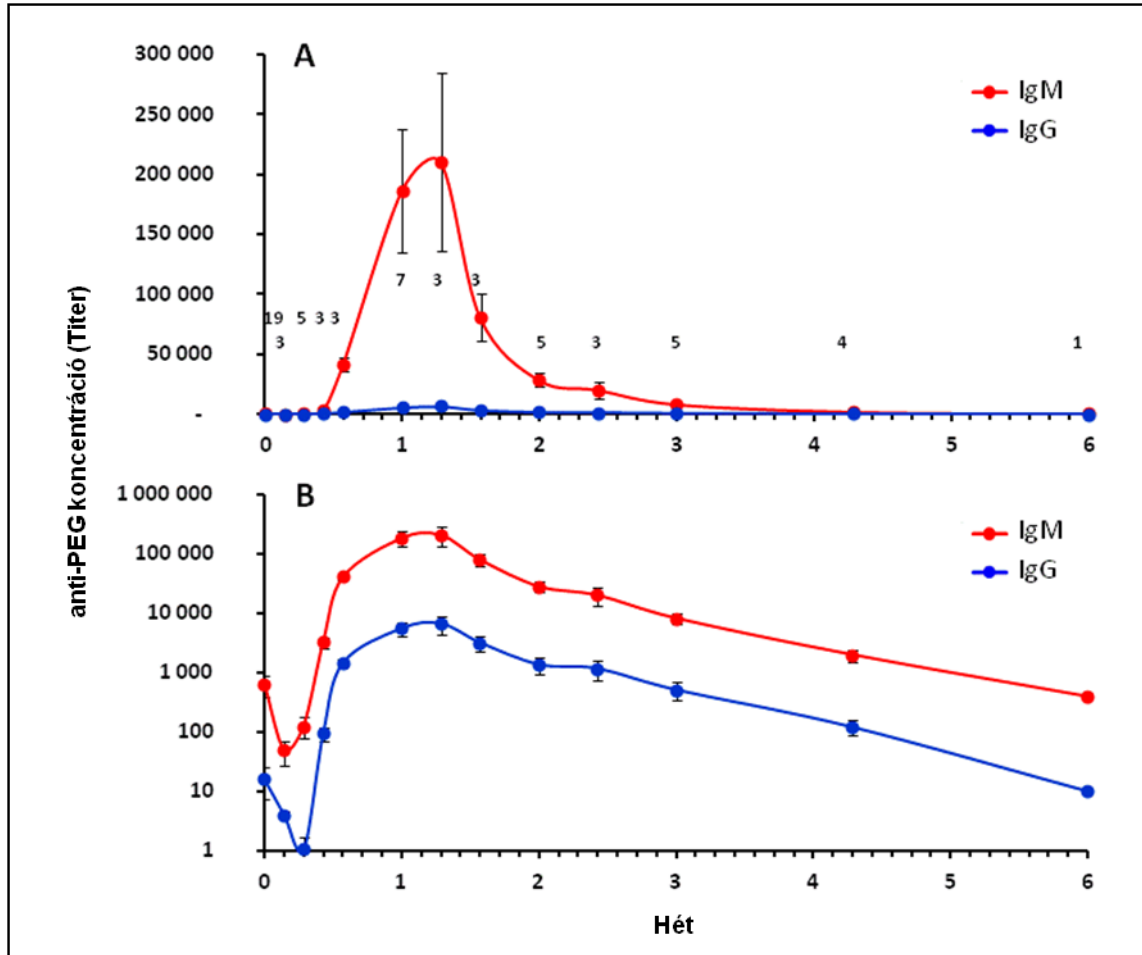 A
300 000
250 000
200 000
150 000
100 000
50 000
-
IgM
IgG
19 5 3 3
3
7 3 3
5 3 5 4 1
0 1 2 3 4 5 6
anti-PEG koncentráció (Titer)
B
1 000 000
100 000
10 000
1 000
100
10
1
IgM
IgG
0 1 2 3 4 5 6
Hét